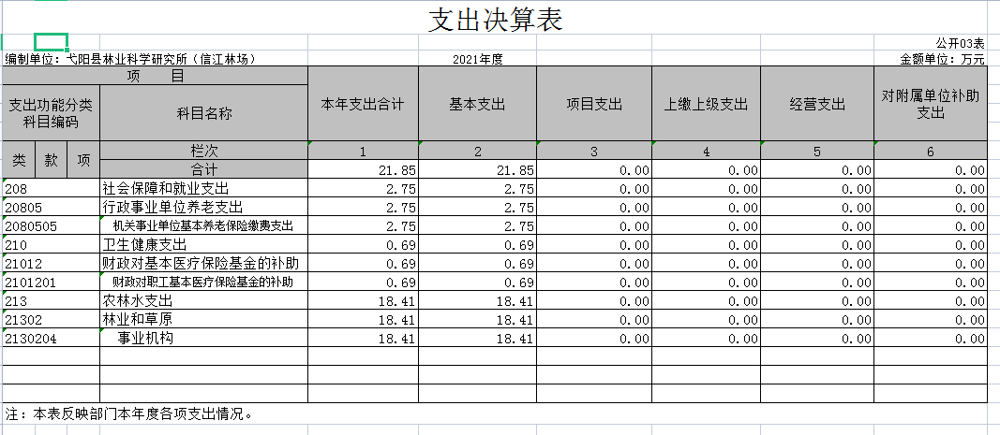 支出决算表
公开03表
编制单位：弋阳县林业科学研究所（信江林场） 2021年度 金额单位：万元
项 目 本年支出合计 基本支出 项目支出 上缴上级支出 经营支出 对附属单位补助支出
支出功能分类科目编码 科目名称
类 款 项 栏次 1 2 3 4 5 6
合计 21.85 21.85 0.00 0.00 0.00 0.00
208 社会保障和就业支出 2.75 2.75 0.00 0.00 0.00 0.00
20805 行政事业单位养老支出 2.75 2.75 0.00 0.00 0.00 0.00
2080505 机关事业单位基本养老保险缴费支出 2.75 2.75 0.00 0.00 0.00 0.00
210 卫生健康支出 0.69 0.69 0.00 0.00 0.00 0.00
21012 财政对基本医疗保险基金的补助 0.69 0.69 0.00 0.00 0.00 0.00
2101201 财政对职工基本医疗保险基金的补助 0.69 0.69 0.00 0.00 0.00 0.00
213 农林水支出 18.41 18.41 0.00 0.00 0.00 0.00
21302 林业和草原 18.41 18.41 0.00 0.00 0.00 0.00
2130204 事业机构 18.41 18.41 0.00 0.00 0.00 0.00
注：本表反映部门本年度各项支出情况。